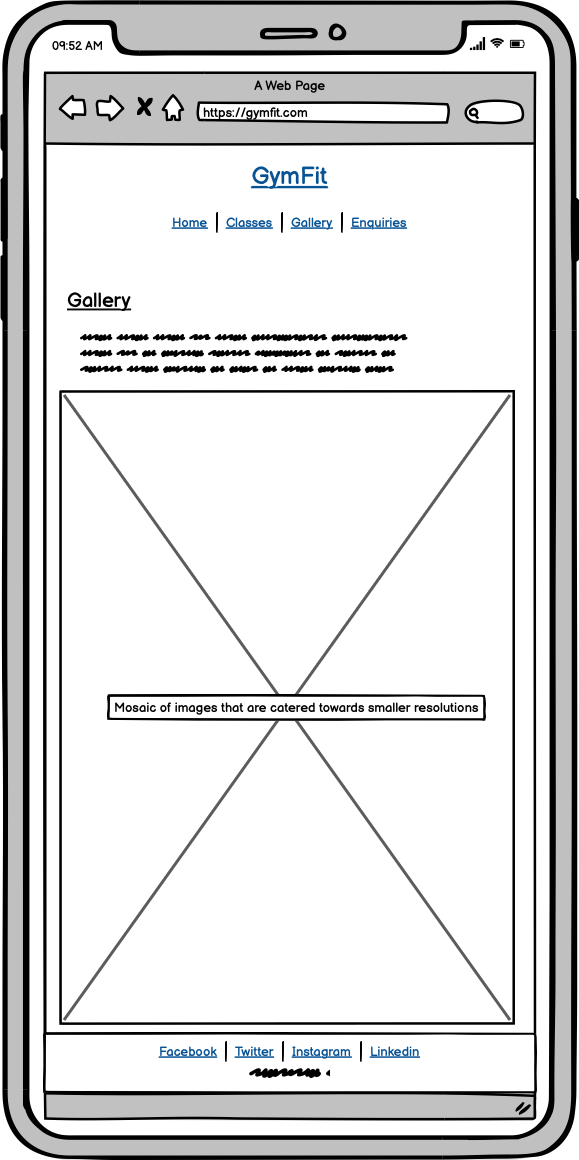 09:52 AM
A Web Page
https://gymfit.com
GymFit
Home Classes Gallery Enquiries
Gallery
Mosaic of images that are catered towards smaller resolutions
Facebook Twitter Instagram Linkedin